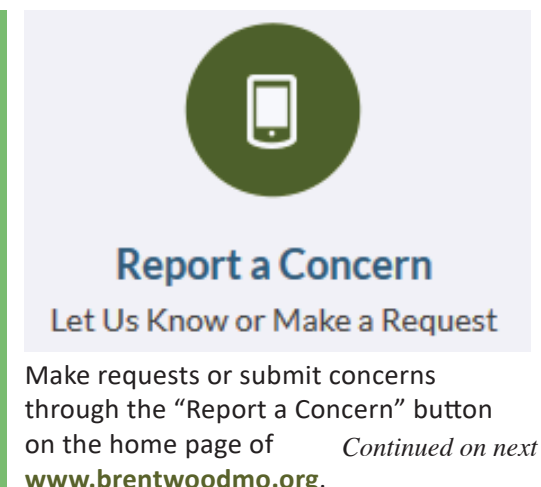 Report a Concern
Let Us Know or Make a Request
Make requests or submit concerns
through the “Report a Concern” button
on the home page of
Continued on next
www.brentwoodmo.org.